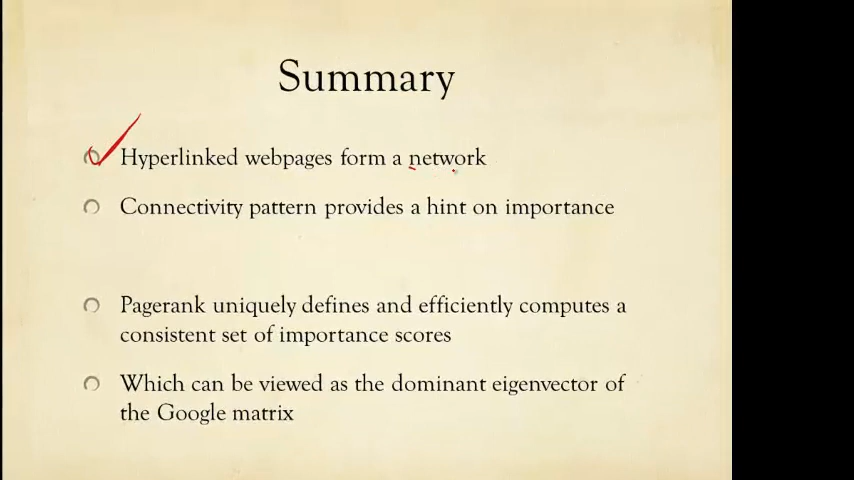 Summary
Hyperlinked webpages form a network
Connectivity pattern provides a hint on importance
Pagerank uniquely defines and efficiently computes a
consistent set of importance scores
Which can be viewed as the dominant eigenvector of
the Google matrix